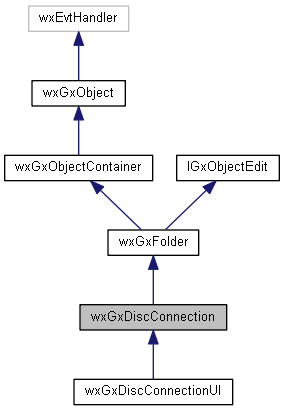 wxEvtHandler
wxGxObject
wxGxObjectContainer
IGxObjectEdit
wxGxFolder
wxGxDiscConnection
wxGxDiscConnectionUI